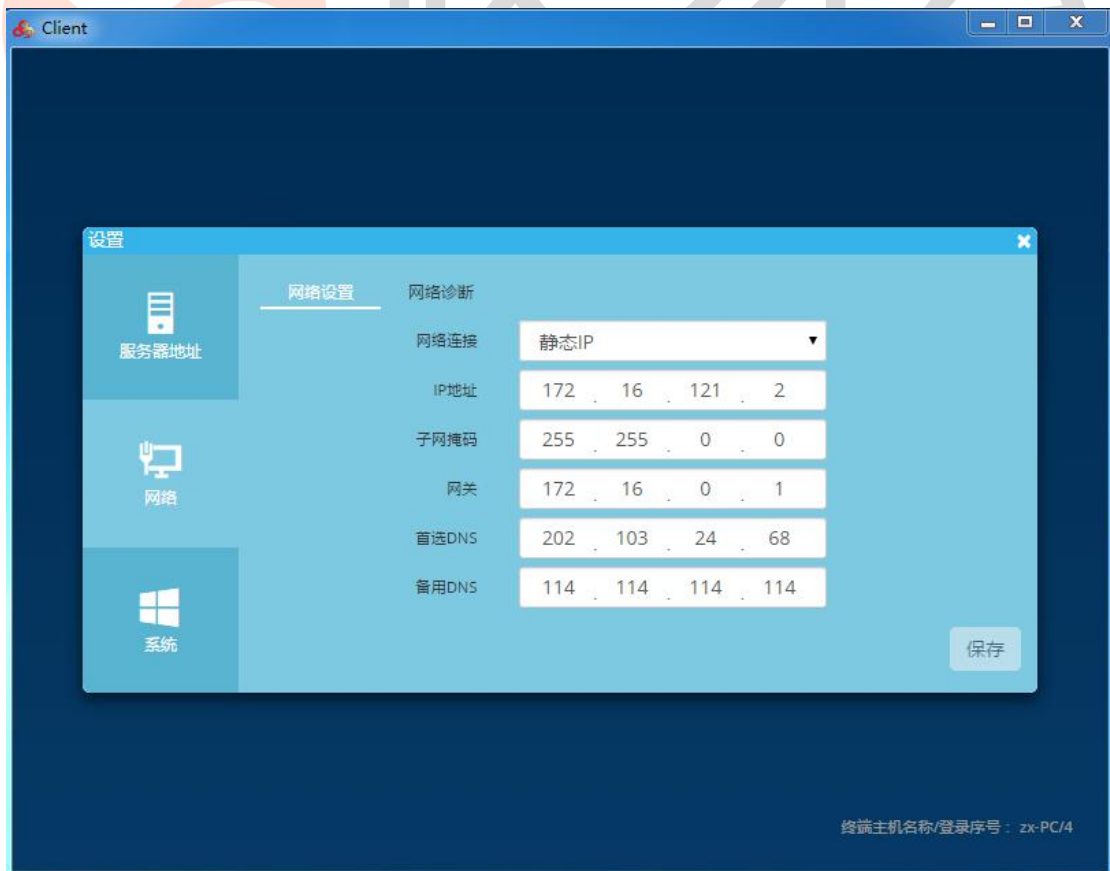 Client
设置
网络设置 网络诊断
服务器地址
网络
系统
网络连接 静态IP
IP地址 172 . 16 . 121 . 2
子网掩码 255 . 255 . 0 . 0
网关 172 . 16 . 0 . 1
首选DNS 202 . 103 . 24 . 68
备用DNS 114 . 114 . 114 . 114
保存
终端主机名称/登录序号： zx-PC/4